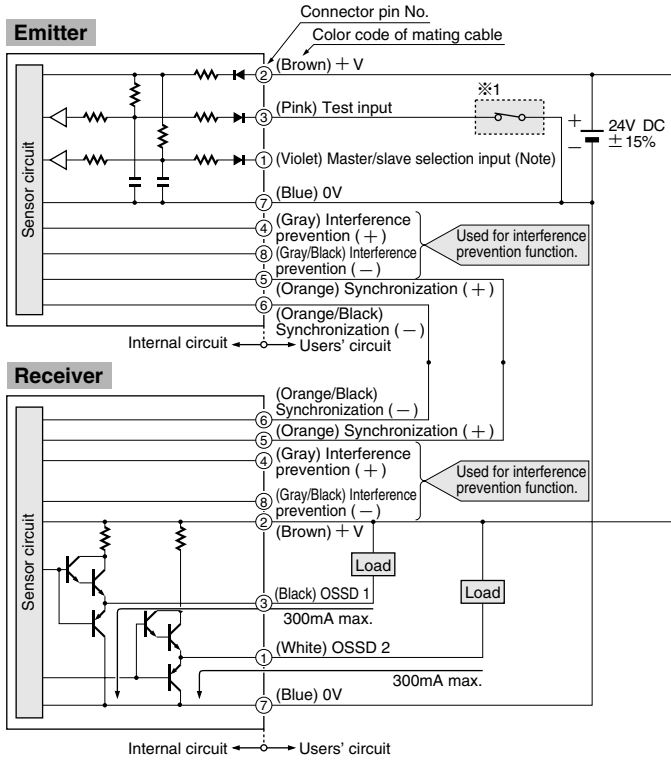 Connector pin No.
Emitter
Color code of mating cable
Sensor circuit
2 (Brown) + V
※1
3 (Pink) Test input
+
−
24V DC
± 15%
1 (Violet) Master/slave selection input (Note)
7 (Blue) 0V
4 (Gray) Interference
prevention (+)
8 (Gray/Black) Interference
prevention (−)
Used for interference
prevention function.
5 (Orange) Synchronization (+)
6 (Orange/Black)
Synchronization (−)
Internal circuit
Users' circuit
Receiver
Sensor circuit
(Orange/Black)
6 Synchronization (−)
5 (Orange) Synchronization (+)
4 (Gray) Interference
prevention (+)
8 (Gray/Black) Interference
prevention (−)
Used for interference
prevention function.
2 (Brown) + V
Load
Load
3 (Black) OSSD 1
300mA max.
1 (White) OSSD 2
300mA max.
7 (Blue) 0V
Internal circuit
Users' circuit